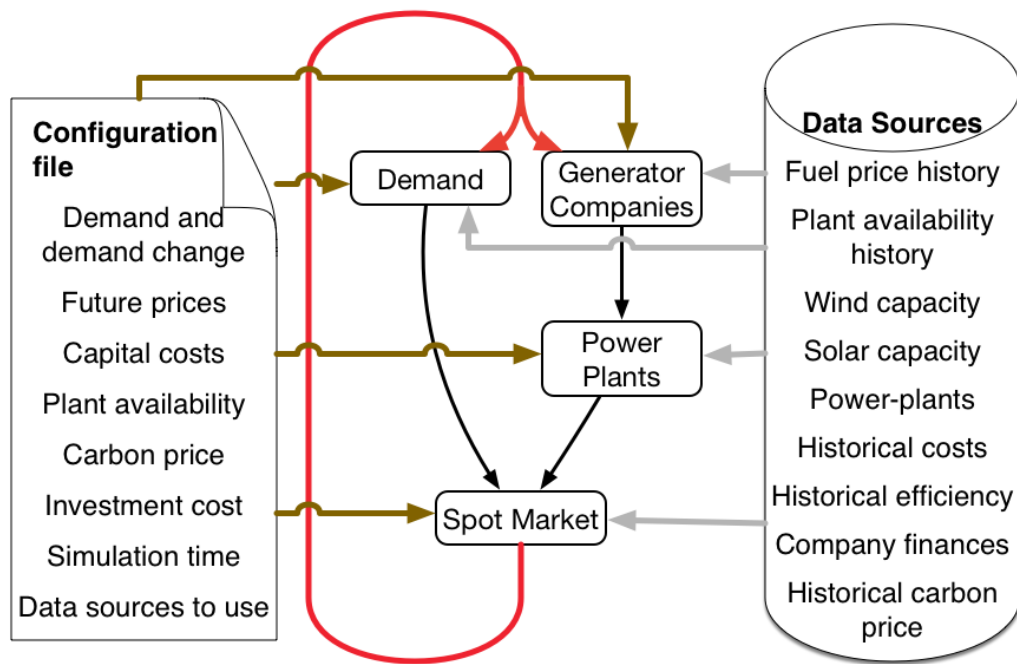 Configuration
file
Demand and
demand change
Future prices
Capital costs
Plant availability
Carbon price
Investment cost
Simulation time
Data sources to use
Demand
Generator
Companies
Power
Plants
Spot Market
Data Sources
Fuel price history
Plant availability
history
Wind capacity
Solar capacity
Power-plants
Historical costs
Historical efficiency
Company finances
Historical carbon
price